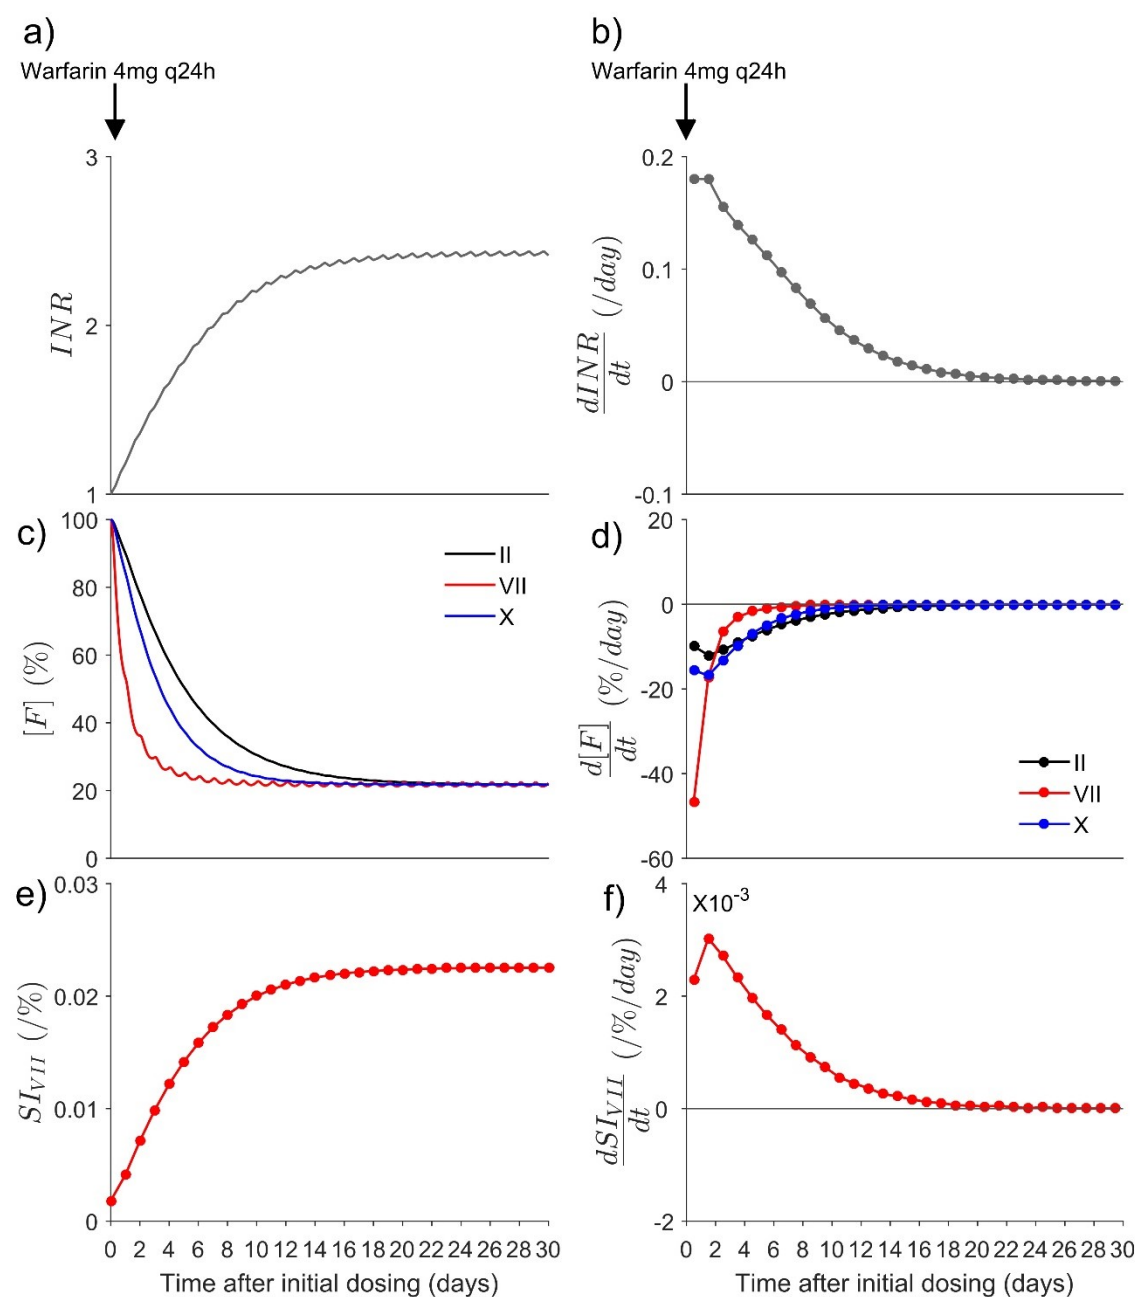 a)
Warfarin 4mg q24h
3
2
1
INR
b)
Warfarin 4mg q24h
0.2
0.1
0
-0.1
dINR
dt
(/day)
c)
100
80
60
40
20
0
[F] (%)
II
VII
X
d)
20
0
-20
-40
-60
d[F]
dt
(%/day)
II
VII
X
e)
0.03
0.02
0.01
0
SI_VII (/%)
0 2 4 6 8 10 12 14 16 18 20 22 24 26 28 30
Time after initial dosing (days)
f)
X10⁻³
4
2
0
-2
dSI_VII
dt
(/%/day)
0 2 4 6 8 10 12 14 16 18 20 22 24 26 28 30
Time after initial dosing (days)